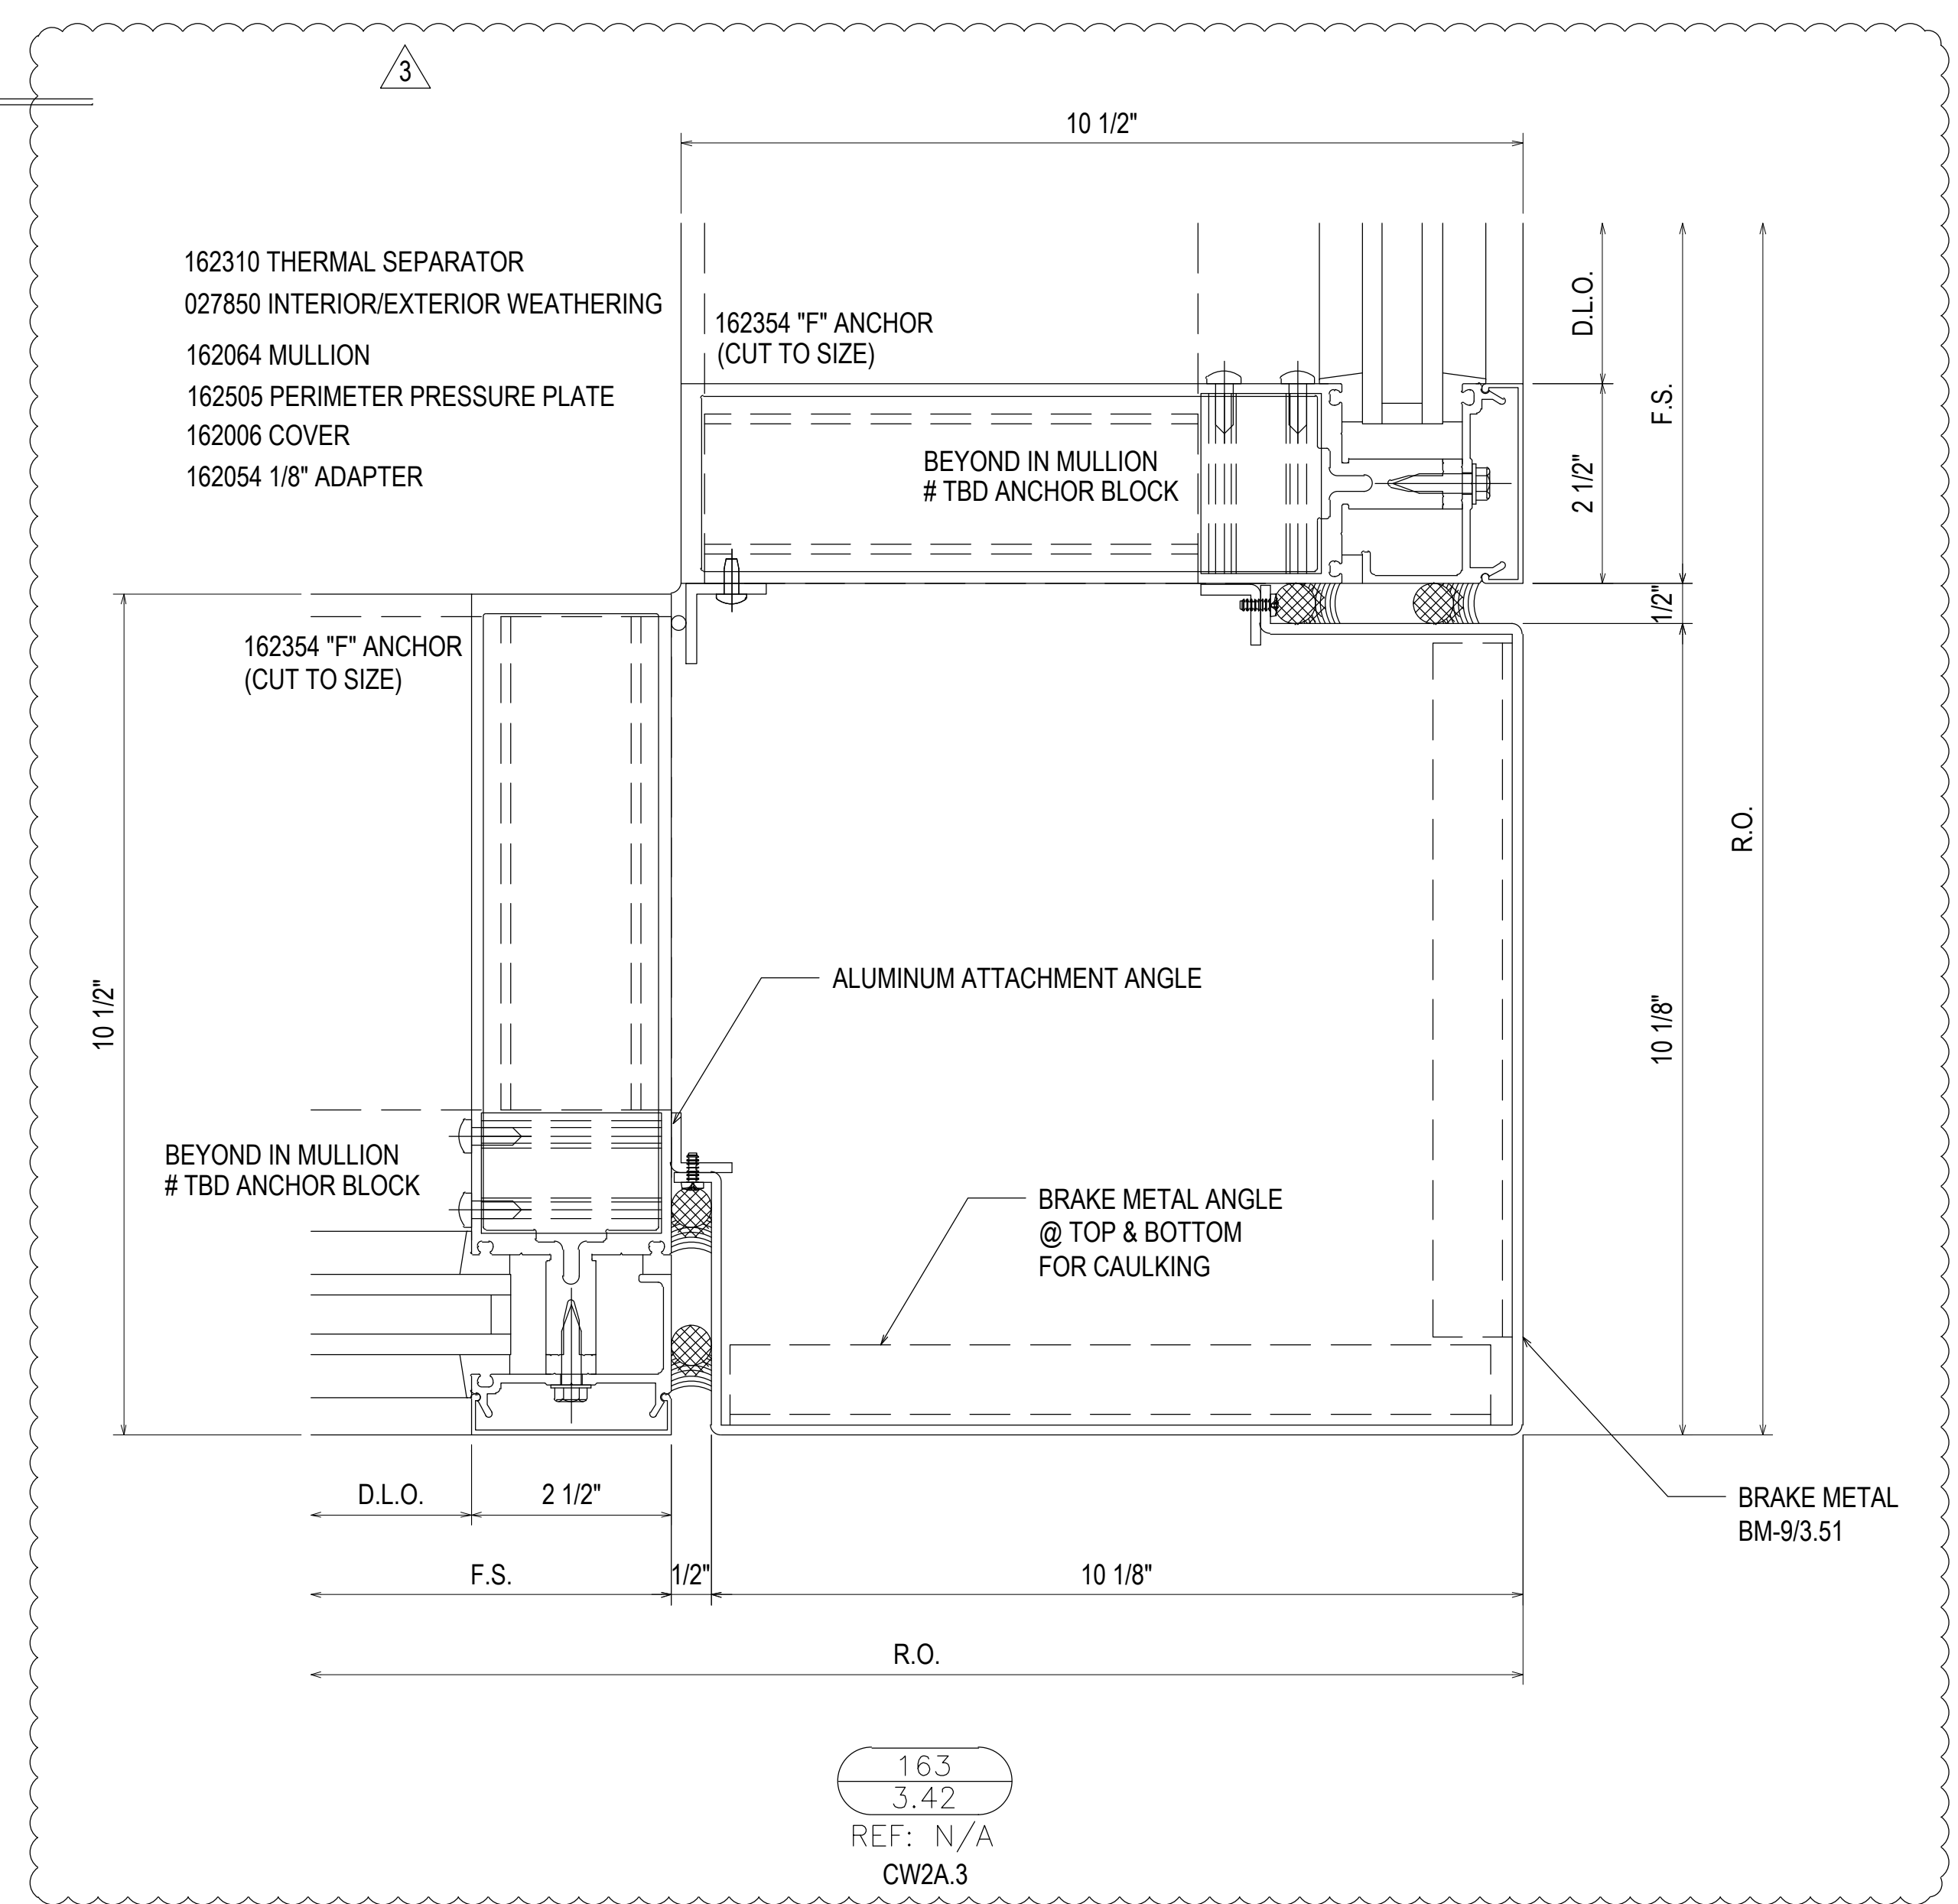 3
10 1/2"
162310 THERMAL SEPARATOR
027850 INTERIOR/EXTERIOR WEATHERING
162064 MULLION
162505 PERIMETER PRESSURE PLATE
162006 COVER
162054 1/8" ADAPTER
162354 "F" ANCHOR
(CUT TO SIZE)
D.L.O.
F.S.
BEYOND IN MULLION
# TBD ANCHOR BLOCK
2 1/2"
1/2"
162354 "F" ANCHOR
(CUT TO SIZE)
R.O.
10 1/2"
ALUMINUM ATTACHMENT ANGLE
10 1/8"
BEYOND IN MULLION
# TBD ANCHOR BLOCK
BRAKE METAL ANGLE
@ TOP & BOTTOM
FOR CAULKING
D.L.O.
2 1/2"
BRAKE METAL
BM-9/3.51
F.S.
1/2"
10 1/8"
R.O.
163
3.42
REF: N/A
CW2A.3